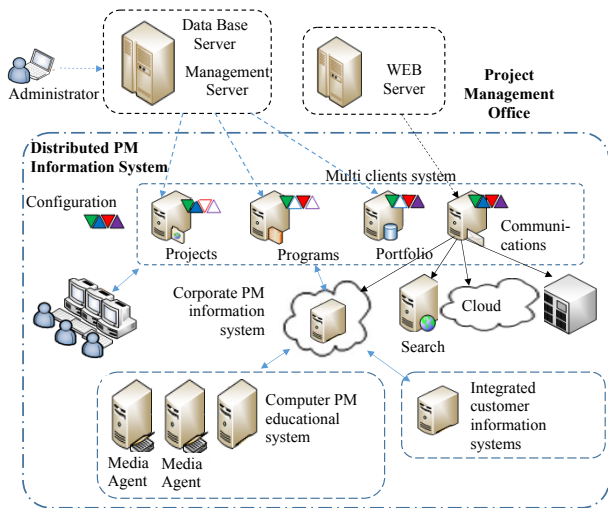 Data Base
Server
Management
Server
WEB
Server
Administrator
Project
Management
Office
Distributed PM
Information System
Multi clients system
Configuration
Projects
Programs
Portfolio
Communi-
cations
Corporate PM
information
system
Search
Cloud
Computer PM
educational
system
Media
Agent
Media
Agent
Integrated
customer
information
systems